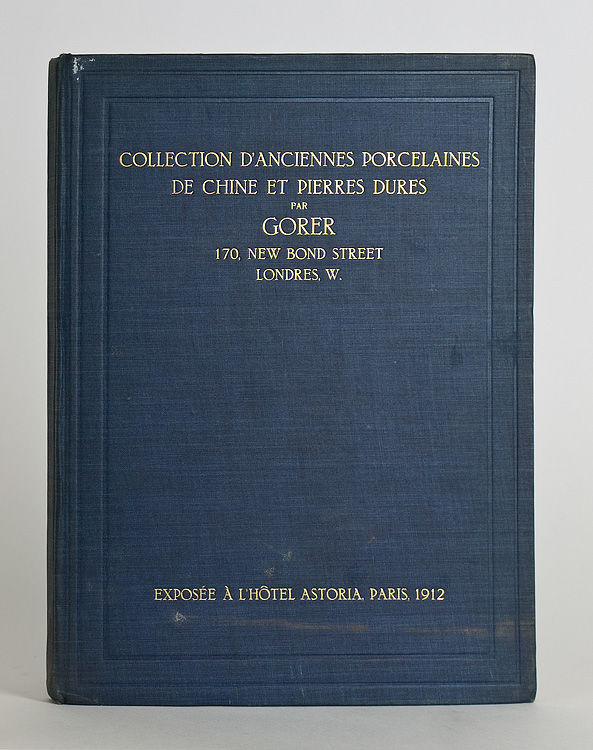 COLLECTION D'ANCIENNES PORCELAINES
DE CHINE ET PIERRES DURES
PAR
GORER
170, NEW BOND STREET
LONDRES, W.
EXPOSÉE À L'HÔTEL ASTORIA, PARIS, 1912